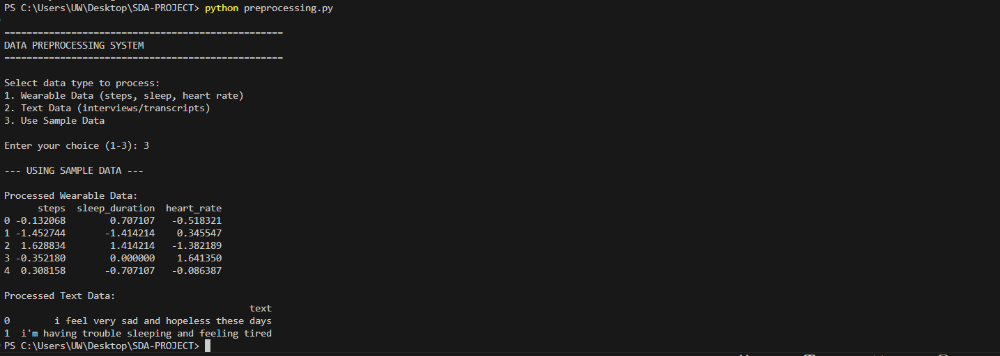 PS C:\Users\UW\Desktop\SDA-PROJECT> python preprocessing.py
==================================================
DATA PREPROCESSING SYSTEM
==================================================
Select data type to process:
1. Wearable Data (steps, sleep, heart rate)
2. Text Data (interviews/transcripts)
3. Use Sample Data
Enter your choice (1-3): 3
--- USING SAMPLE DATA ---
Processed Wearable Data:
      steps  sleep_duration  heart_rate
0 -0.132068        0.707107   -0.518321
1 -1.452744       -1.414214    0.345547
2  1.628834        1.414214   -1.382189
3 -0.352180        0.000000    1.641350
4  0.308158       -0.707107   -0.086387
Processed Text Data:
                                            text
0        i feel very sad and hopeless these days
1  i'm having trouble sleeping and feeling tired
PS C:\Users\UW\Desktop\SDA-PROJECT>